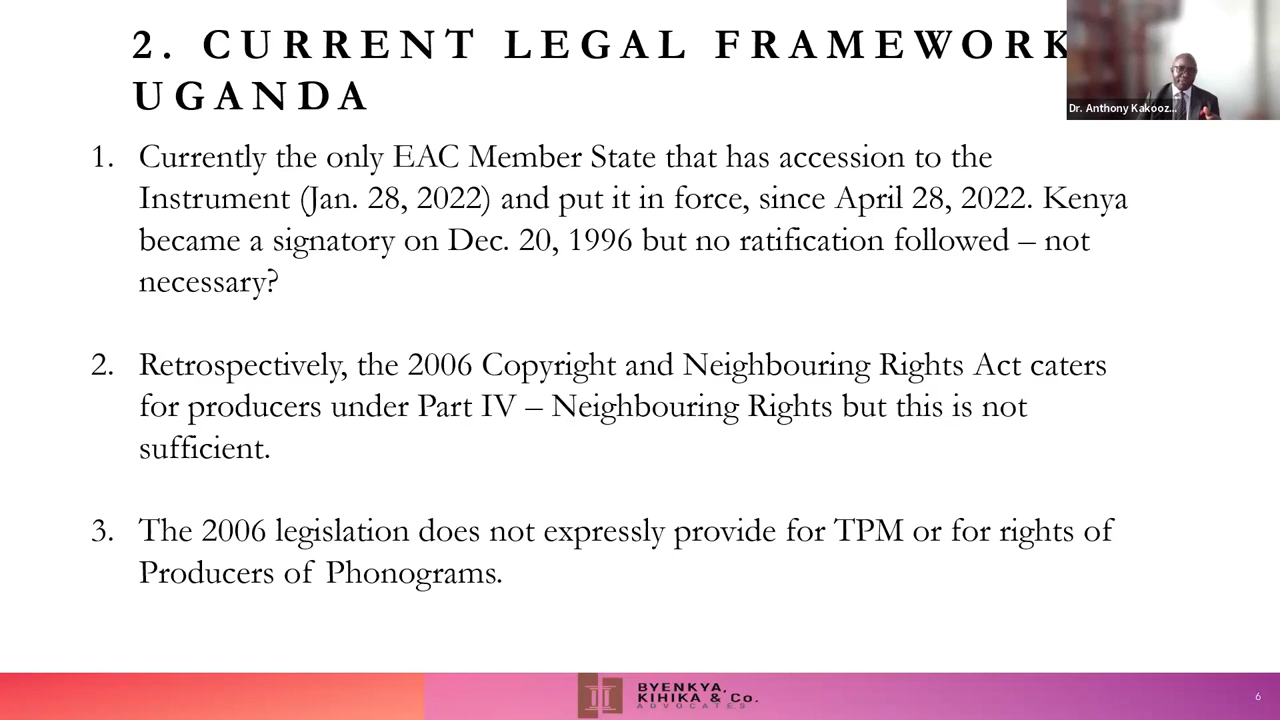 2. CURRENT LEGAL FRAMEWORK
UGANDA
Dr. Anthony Kakooz...
1. Currently the only EAC Member State that has accession to the
Instrument (Jan. 28, 2022) and put it in force, since April 28, 2022. Kenya
became a signatory on Dec. 20, 1996 but no ratification followed – not
necessary?
2. Retrospectively, the 2006 Copyright and Neighbouring Rights Act caters
for producers under Part IV – Neighbouring Rights but this is not
sufficient.
3. The 2006 legislation does not expressly provide for TPM or for rights of
Producers of Phonograms.
BYENKYA,
KIHIKA & Co.
ADVOCATES
6